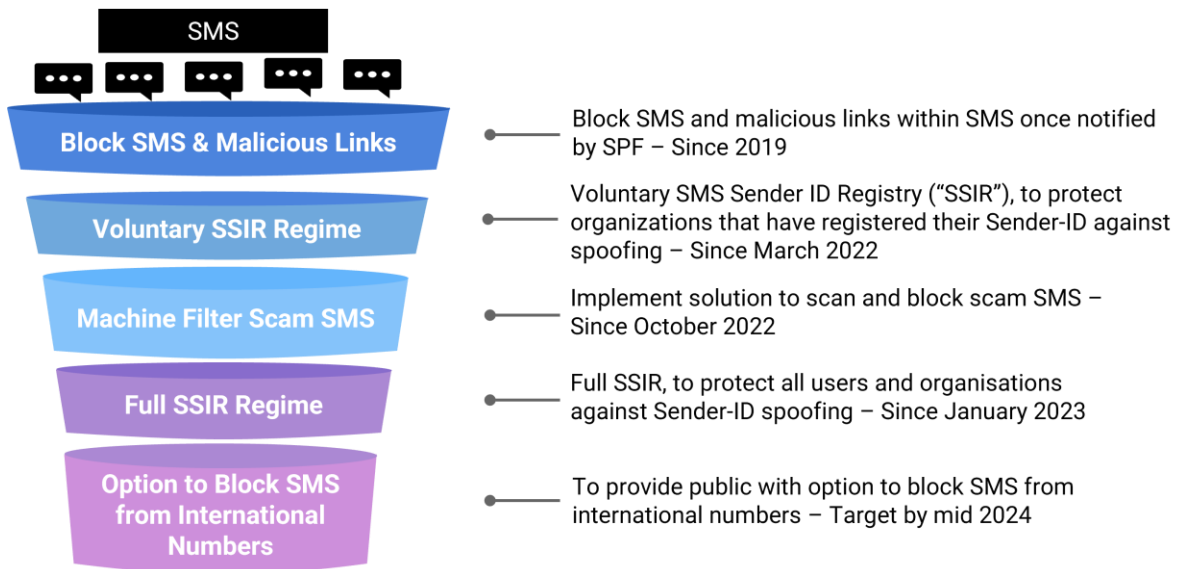 SMS
Block SMS & Malicious Links
Block SMS and malicious links within SMS once notified
by SPF – Since 2019
Voluntary SSIR Regime
Voluntary SMS Sender ID Registry (“SSIR”), to protect
organizations that have registered their Sender-ID against
spoofing – Since March 2022
Machine Filter Scam SMS
Implement solution to scan and block scam SMS –
Since October 2022
Full SSIR Regime
Full SSIR, to protect all users and organisations
against Sender-ID spoofing – Since January 2023
Option to Block SMS
from International
Numbers
To provide public with option to block SMS from
international numbers – Target by mid 2024